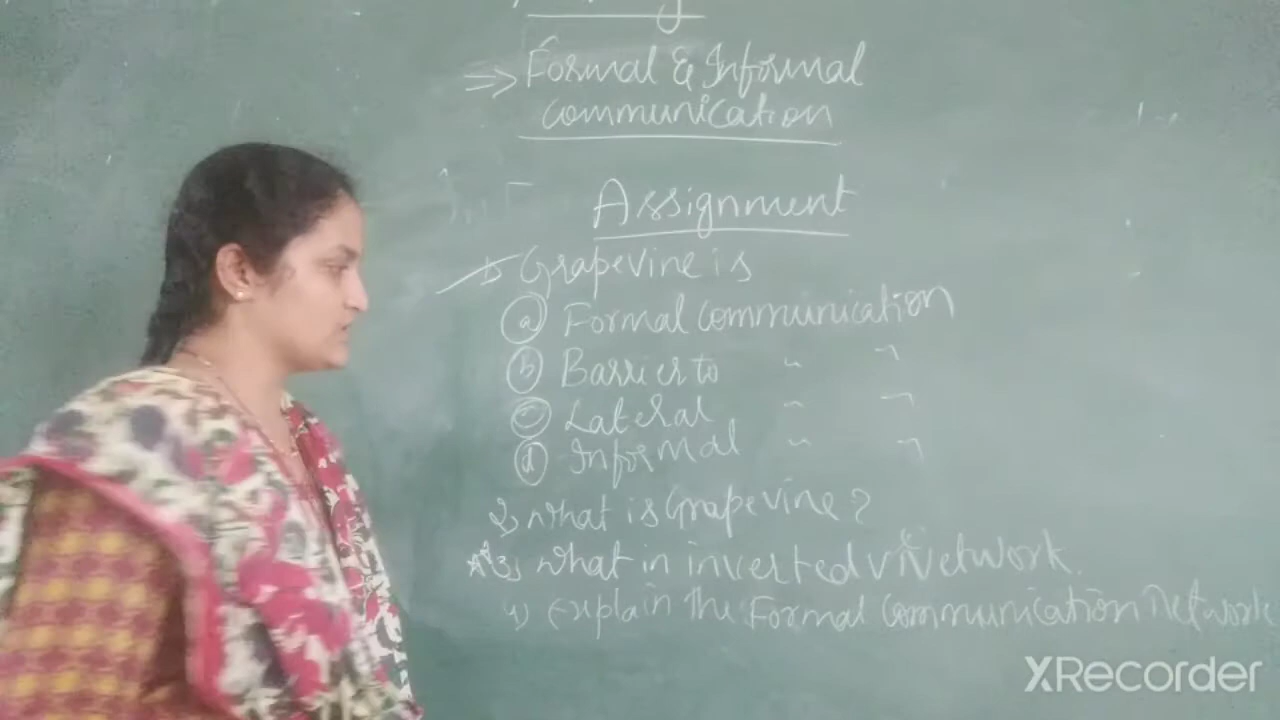 => Formal & Informal
communication
Assignment
1) Grapevine is
(a) Formal communication
(b) Barrier to " "
(c) Lateral " "
(d) Informal " "
2) What is Grapevine?
3) What in inverted V Network.
4) Explain the Formal communication network
XRecorder